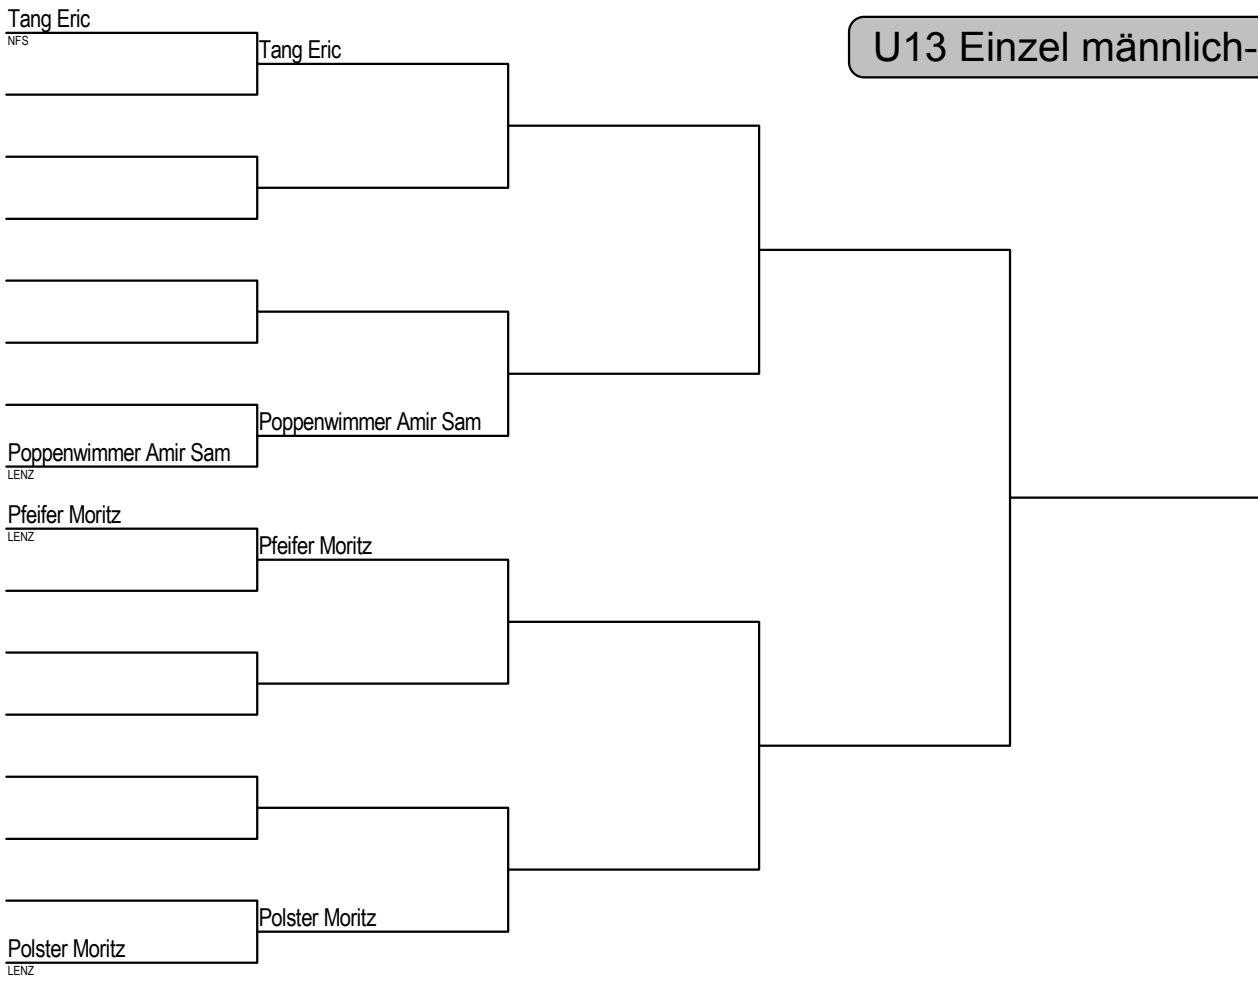 Tang Eric
NFS
Tang Eric
U13 Einzel männlich-
Poppenwimmer Amir Sam
Poppenwimmer Amir Sam
LENZ
Pfeifer Moritz
LENZ
Pfeifer Moritz
Polster Moritz
Polster Moritz
LENZ